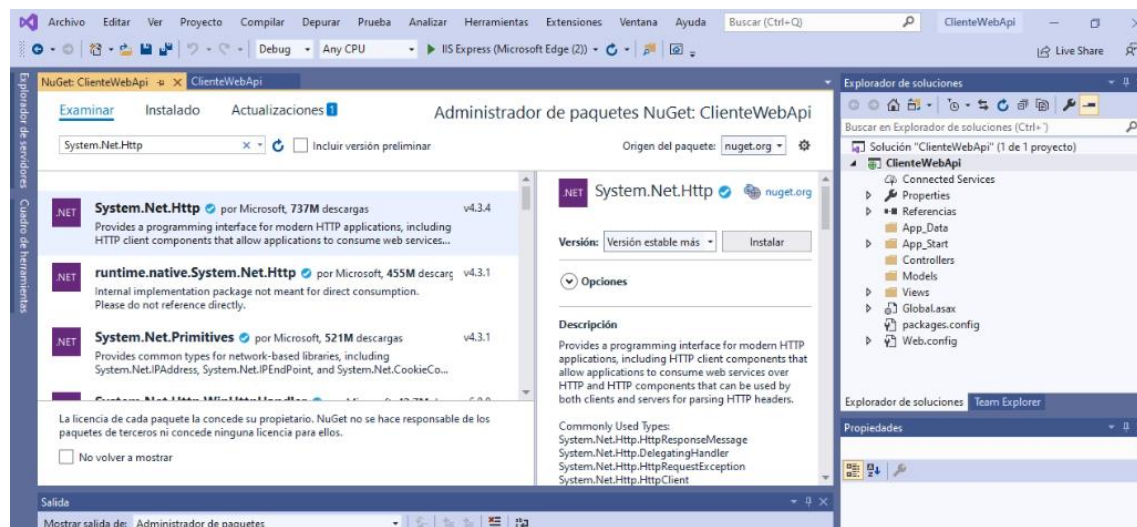 Archivo Editar Ver Proyecto Compilar Depurar Prueba Analizar Herramientas Extensiones Ventana Ayuda Buscar (Ctrl+Q) ClienteWebApi
Debug Any CPU IIS Express (Microsoft Edge (2)) Live Share
Explorador de servidores
Cuadro de herramientas
NuGet: ClienteWebApi ClienteWebApi
Examinar Instalado Actualizaciones 1
Administrador de paquetes NuGet: ClienteWebApi
System.Net.Http Incluir versión preliminar
Origen del paquete: nuget.org
.NET
System.Net.Http por Microsoft, 737M descargas v4.3.4
Provides a programming interface for modern HTTP applications, including
HTTP client components that allow applications to consume web services...
.NET
runtime.native.System.Net.Http por Microsoft, 455M descarg v4.3.1
Internal implementation package not meant for direct consumption.
Please do not reference directly.
.NET
System.Net.Primitives por Microsoft, 521M descargas v4.3.1
Provides common types for network-based libraries, including
System.Net.IPAddress, System.Net.IPEndPoint, and System.Net.CookieCo...
La licencia de cada paquete la concede su propietario. NuGet no se hace responsable de los
paquetes de terceros ni concede ninguna licencia para ellos.
No volver a mostrar
.NET System.Net.Http nuget.org
Versión: Versión estable más Instalar
Opciones
Descripción
Provides a programming interface for modern HTTP
applications, including HTTP client components that
allow applications to consume web services over
HTTP and HTTP components that can be used by
both clients and servers for parsing HTTP headers.
Commonly Used Types:
System.Net.Http.HttpResponseMessage
System.Net.Http.DelegatingHandler
System.Net.Http.HttpRequestException
System.Net.Http.HttpClient
Salida
Mostrar salida de: Administrador de paquetes
Explorador de soluciones
Buscar en Explorador de soluciones (Ctrl+´)
Solución "ClienteWebApi" (1 de 1 proyecto)
ClienteWebApi
Connected Services
Properties
Referencias
App_Data
App_Start
Controllers
Models
Views
Global.asax
packages.config
Web.config
Explorador de soluciones Team Explorer
Propiedades